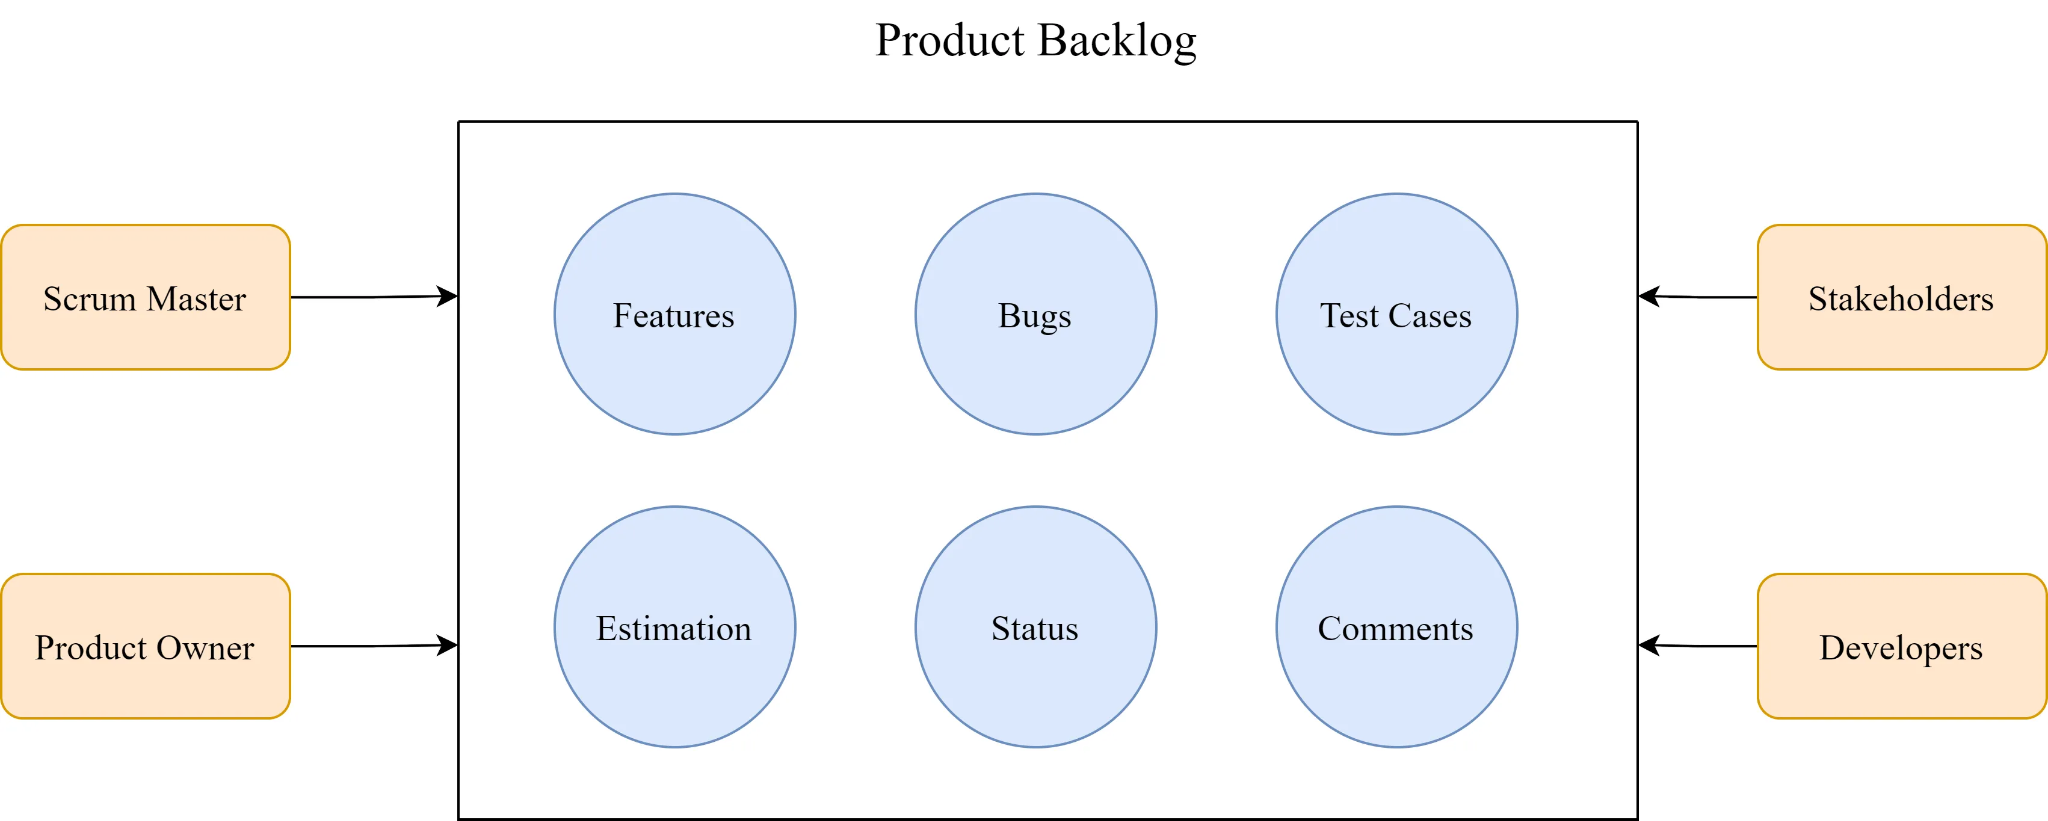 Product Backlog
Scrum Master
Features
Bugs
Test Cases
Stakeholders
Product Owner
Estimation
Status
Comments
Developers